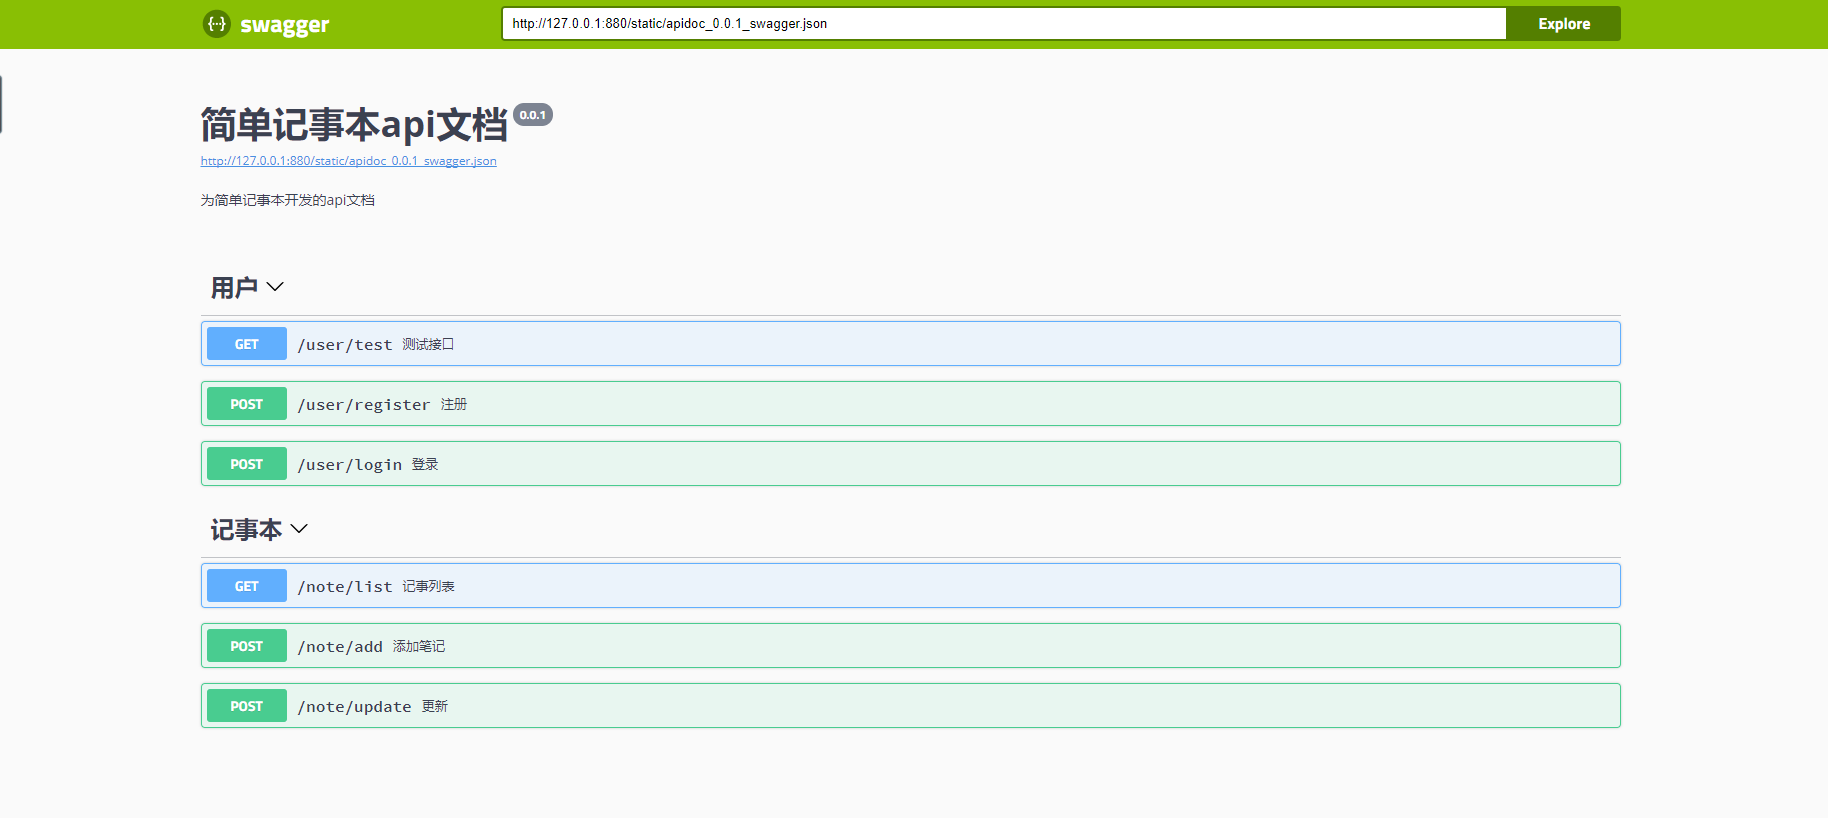 {···} swagger
http://127.0.0.1:880/static/apidoc_0.0.1_swagger.json
Explore
简单记事本api文档 0.0.1
http://127.0.0.1:880/static/apidoc_0.0.1_swagger.json
为简单记事本开发的api文档
用户
GET /user/test 测试接口
POST /user/register 注册
POST /user/login 登录
记事本
GET /note/list 记事列表
POST /note/add 添加笔记
POST /note/update 更新